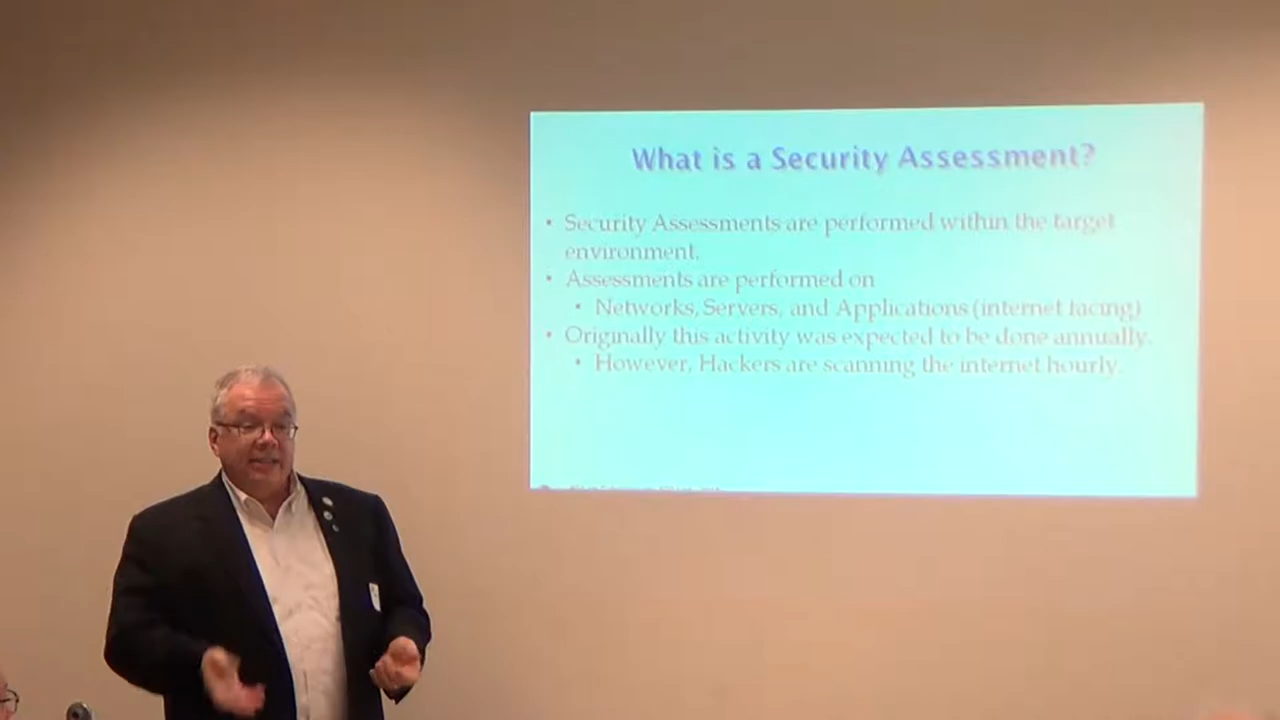 What is a Security Assessment?
• Security Assessments are performed within the target
environment.
• Assessments are performed on
• Networks, Servers, and Applications (internet facing)
• Originally this activity was expected to be done annually.
• However, Hackers are scanning the internet hourly.